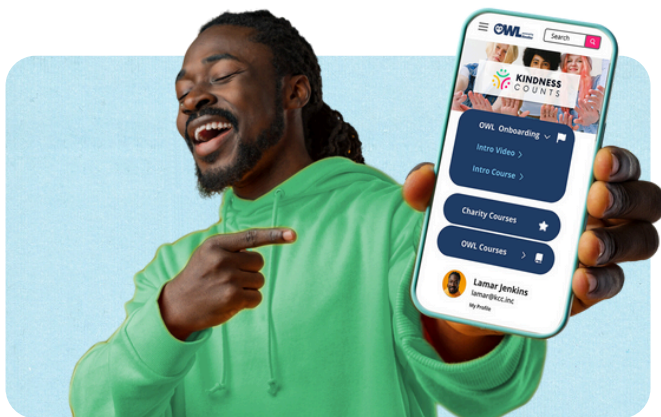 OWL
Search
KINDNESS
COUNTS
OWL Onboarding
Intro Video >
Intro Course >
Charity Courses
OWL Courses >
Lamar Jenkins
lamar@kcc.inc
My Profile